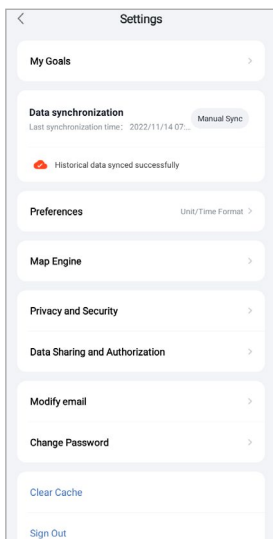 Settings
My Goals
Data synchronization
Last synchronization time: 2022/11/14 07:...
Manual Sync
Historical data synced successfully
Preferences
Unit/Time Format
Map Engine
Privacy and Security
Data Sharing and Authorization
Modify email
Change Password
Clear Cache
Sign Out